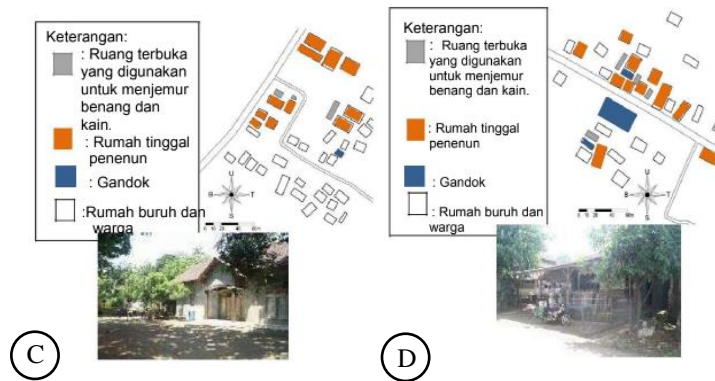 Keterangan:
: Ruang terbuka
yang digunakan
untuk menjemur
benang dan
kain.
: Rumah tinggal
penenun
: Gandok
:Rumah buruh dan
warga
U
B
T
S
C
Keterangan:
: Ruang terbuka
yang digunakan
untuk menjemur
benang dan kain.
: Rumah tinggal
penenun
: Gandok
: Rumah buruh dan
warga
U
B
T
S
D